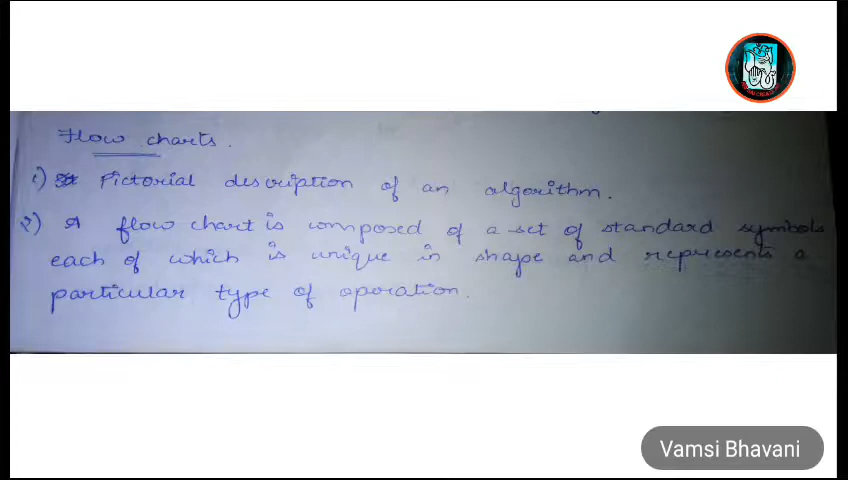 Flow charts.
1) Pictorial description of an algorithm.
2) A flow chart is composed of a set of standard symbols
each of which is unique in shape and represents a
particular type of operation.
Vamsi Bhavani